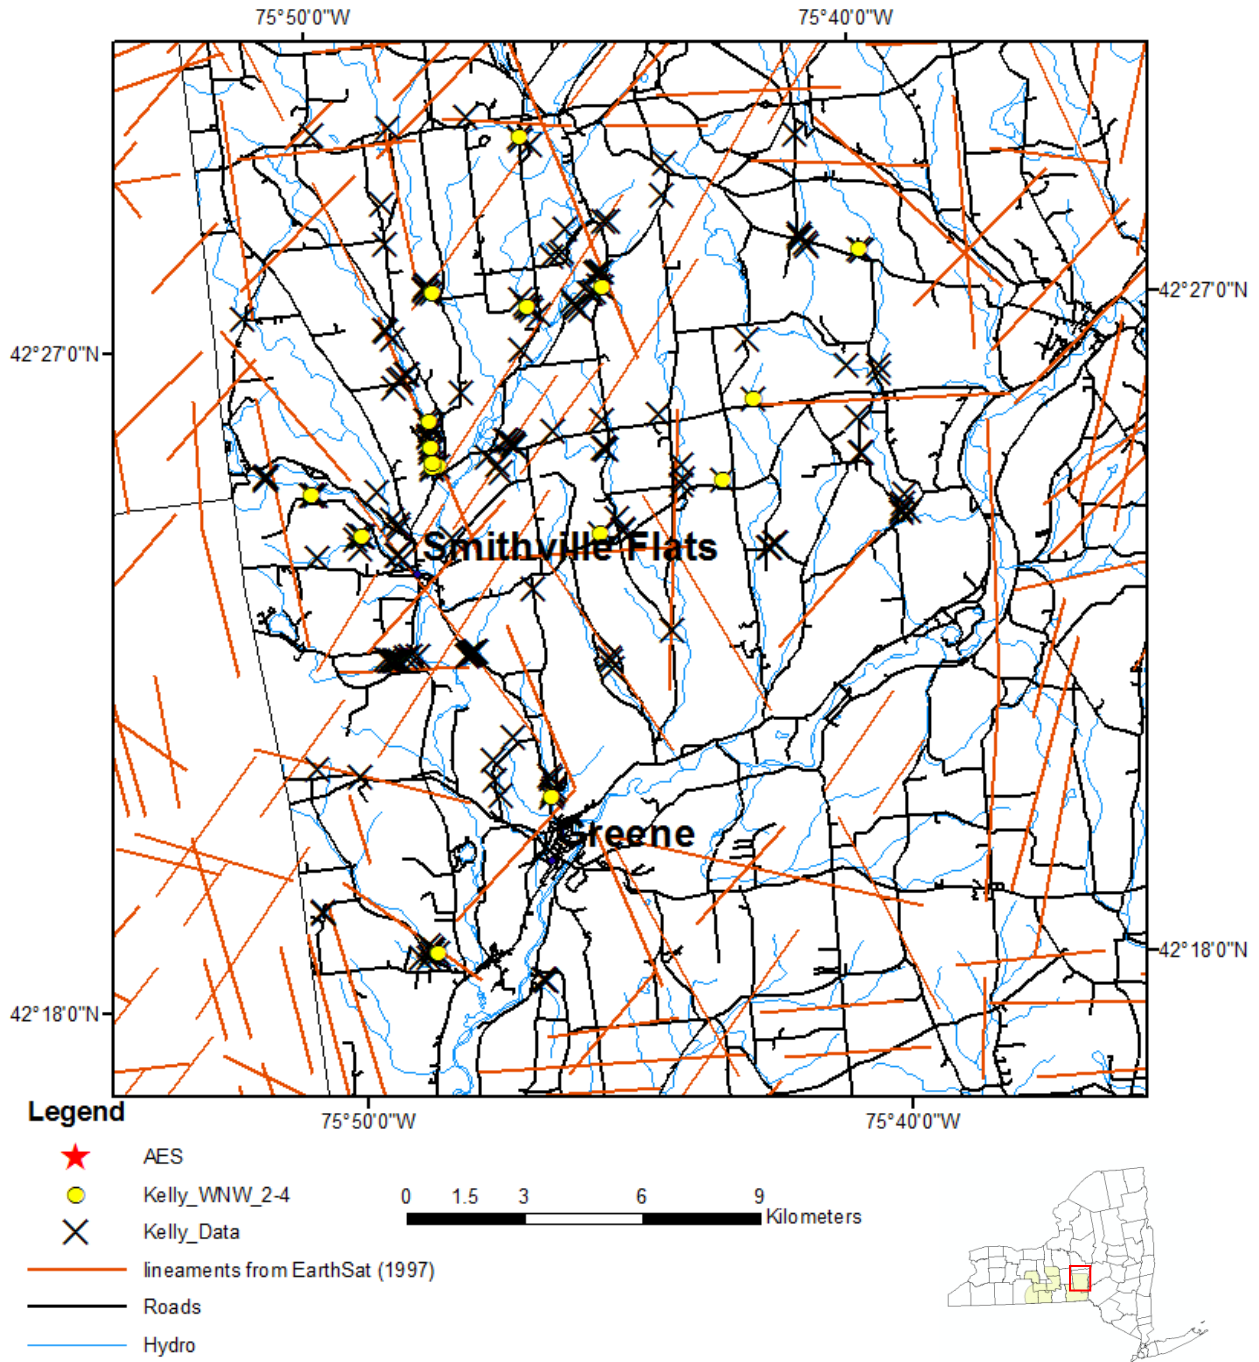 75°50'0"W 75°40'0"W
42°27'0"N
42°27'0"N
Smithville Flats
Greene
42°18'0"N
42°18'0"N
75°50'0"W 75°40'0"W
Legend
AES
Kelly_WNW_2-4
Kelly_Data
lineaments from EarthSat (1997)
Roads
Hydro
0 1.5 3 6 9
Kilometers